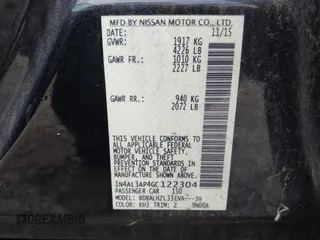 MFD BY NISSAN MOTOR CO., LTD.
DATE: 11/15
GVWR: 1917 KG
4226 LB
GAWR FR: 1010 KG
2227 LB
GAWR RR: 940 KG
2072 LB
THIS VEHICLE CONFORMS TO ALL
APPLICABLE FEDERAL MOTOR VEHICLE
SAFETY, BUMPER, AND THEFT PREVENTION
STANDARDS IN EFFECT ON THE DATE OF
MANUFACTURE SHOWN ABOVE.
1N4AL3AP4GC122304
TYPE: PASSENGER CAR
COLOR: KH3 TRIM: Z
DREAMBID